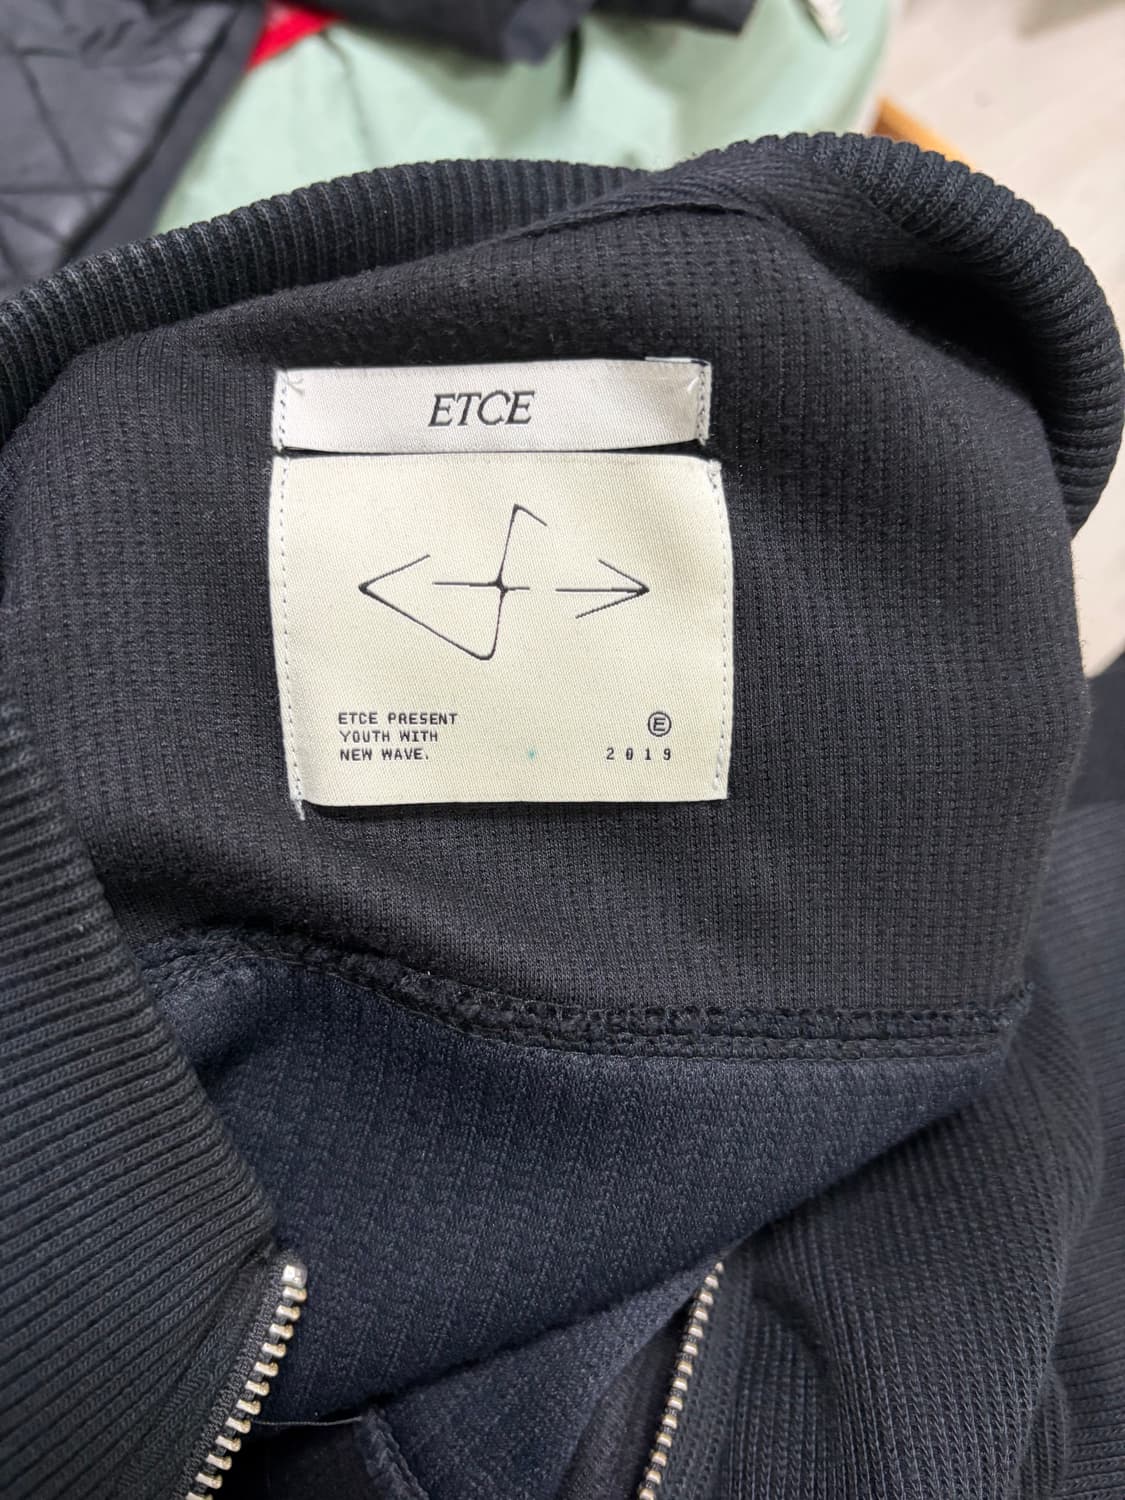 ETCE
ETCE PRESENT
YOUTH WITH
NEW WAVE.
Ⓔ
2019